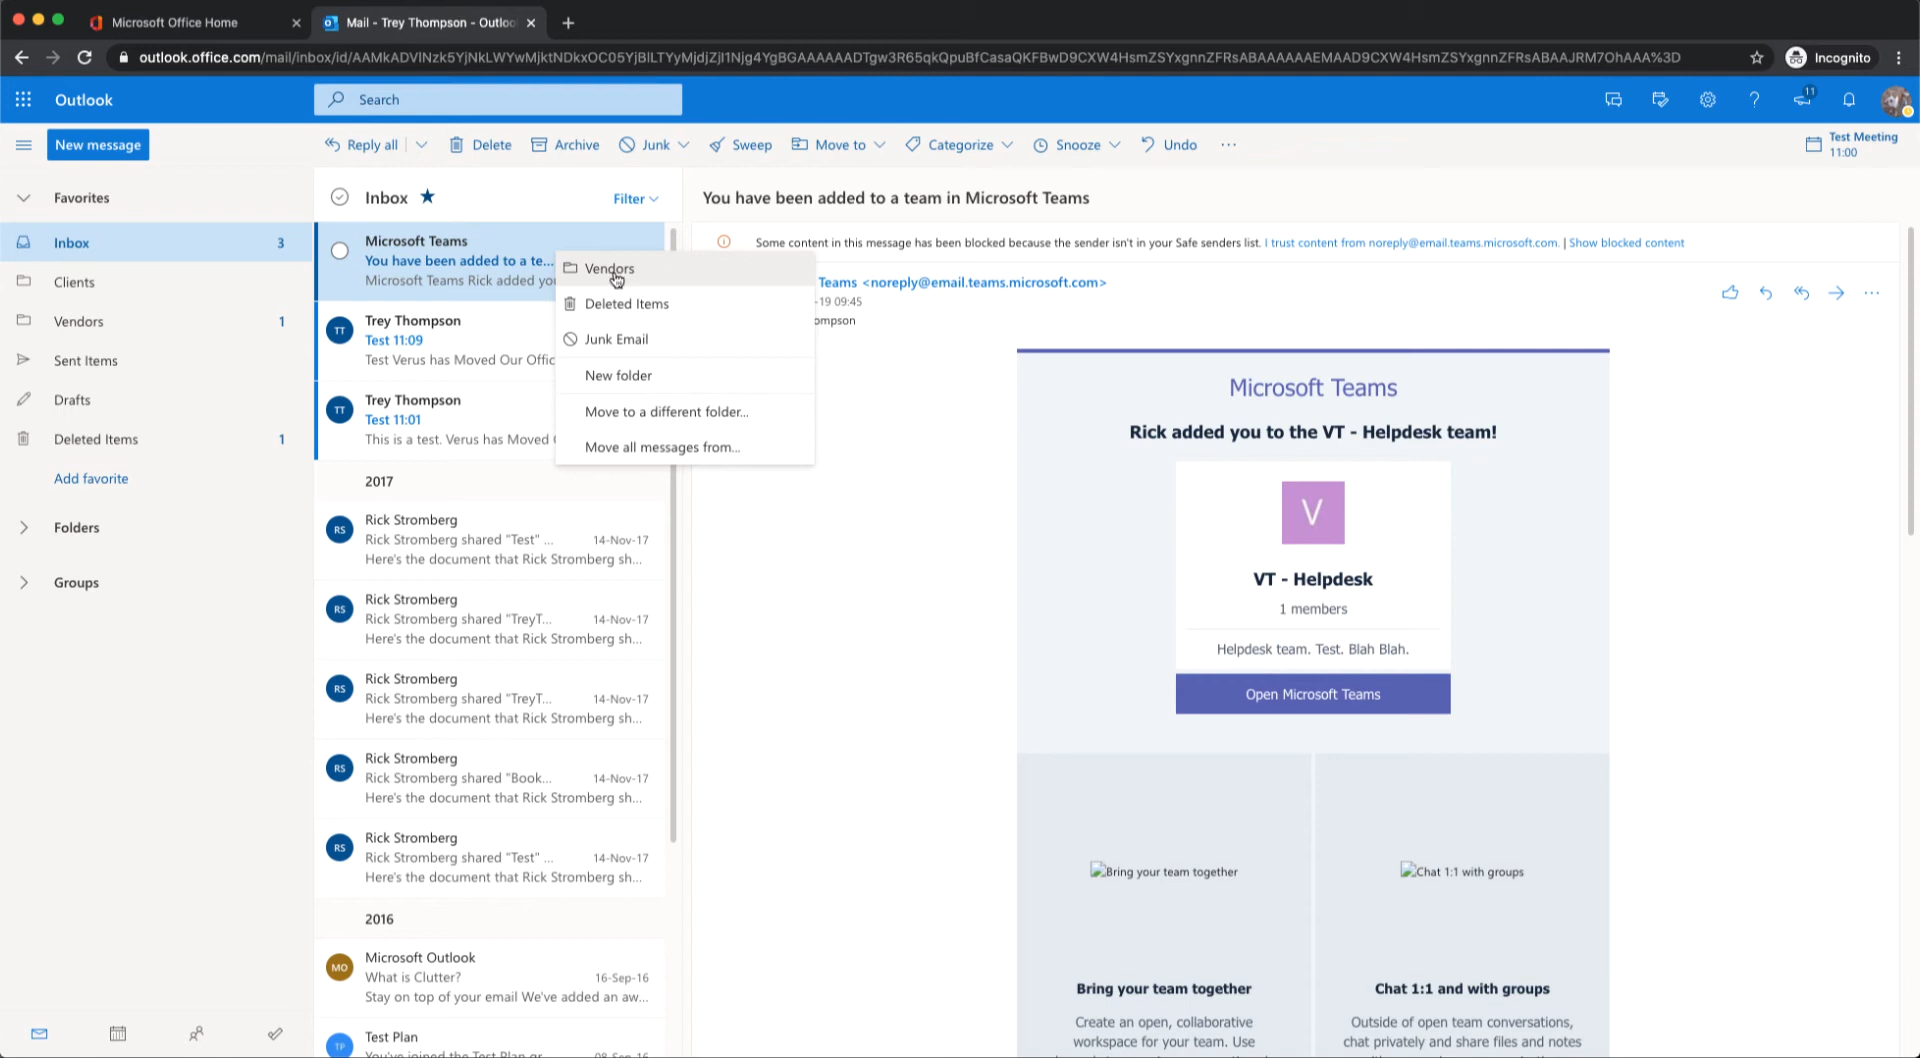 Microsoft Office Home
Mail - Trey Thompson - Outloo
Incognito
Outlook
Search
11
New message
Reply all
Delete
Archive
Junk
Sweep
Move to
Categorize
Snooze
Undo
Test Meeting
11:00
Favorites
Inbox 3
Clients
Vendors 1
Sent Items
Drafts
Deleted Items 1
Add favorite
Folders
Groups
Inbox
Filter
Microsoft Teams
You have been added to a te...
Microsoft Teams Rick added you
TT
Trey Thompson
Test 11:09
Test Verus has Moved Our Offic
TT
Trey Thompson
Test 11:01
This is a test. Verus has Moved
Vendors
Deleted Items
Junk Email
New folder
Move to a different folder...
Move all messages from...
2017
RS
Rick Stromberg
Rick Stromberg shared "Test" ... 14-Nov-17
Here's the document that Rick Stromberg sh...
RS
Rick Stromberg
Rick Stromberg shared "TreyT... 14-Nov-17
Here's the document that Rick Stromberg sh...
RS
Rick Stromberg
Rick Stromberg shared "TreyT... 14-Nov-17
Here's the document that Rick Stromberg sh...
RS
Rick Stromberg
Rick Stromberg shared "Book... 14-Nov-17
Here's the document that Rick Stromberg sh...
RS
Rick Stromberg
Rick Stromberg shared "Test" ... 14-Nov-17
Here's the document that Rick Stromberg sh...
2016
MO
Microsoft Outlook
What is Clutter? 16-Sep-16
Stay on top of your email We've added an aw...
TP
Test Plan
You have been added to a team in Microsoft Teams
Some content in this message has been blocked because the sender isn't in your Safe senders list. I trust content from noreply@email.teams.microsoft.com. | Show blocked content
Teams <noreply@email.teams.microsoft.com>
-19 09:45
ompson
Microsoft Teams
Rick added you to the VT - Helpdesk team!
V
VT - Helpdesk
1 members
Helpdesk team. Test. Blah Blah.
Open Microsoft Teams
Bring your team together
Chat 1:1 with groups
Bring your team together
Create an open, collaborative
workspace for your team. Use
Chat 1:1 and with groups
Outside of open team conversations,
chat privately and share files and notes